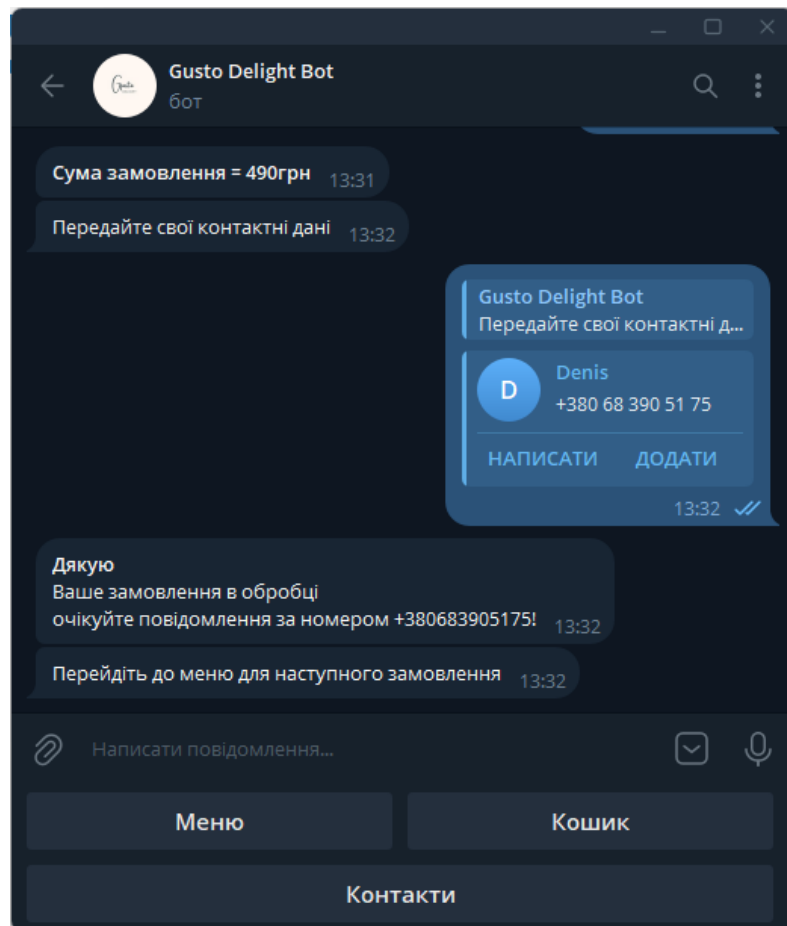 Gusto Delight Bot
бот
Сума замовлення = 490грн 13:31
Передайте свої контактні дані 13:32
Gusto Delight Bot
Передайте свої контактні д...
D
Denis
+380 68 390 51 75
НАПИСАТИ ДОДАТИ
13:32
Дякую
Ваше замовлення в обробці
очікуйте повідомлення за номером +380683905175! 13:32
Перейдіть до меню для наступного замовлення 13:32
Написати повідомлення...
Меню Кошик
Контакти